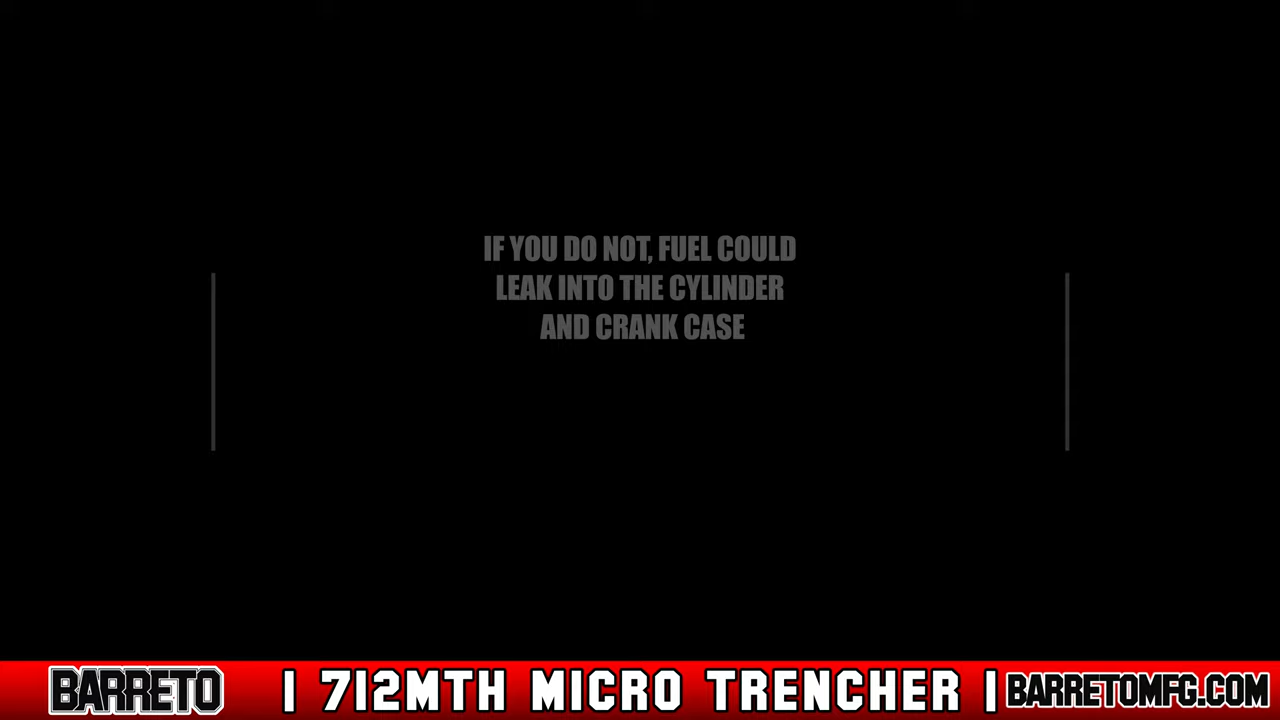 IF YOU DO NOT, FUEL COULD
LEAK INTO THE CYLINDER
AND CRANK CASE
BARRETO | 712MTH MICRO TRENCHER | BARRETOMFG.COM